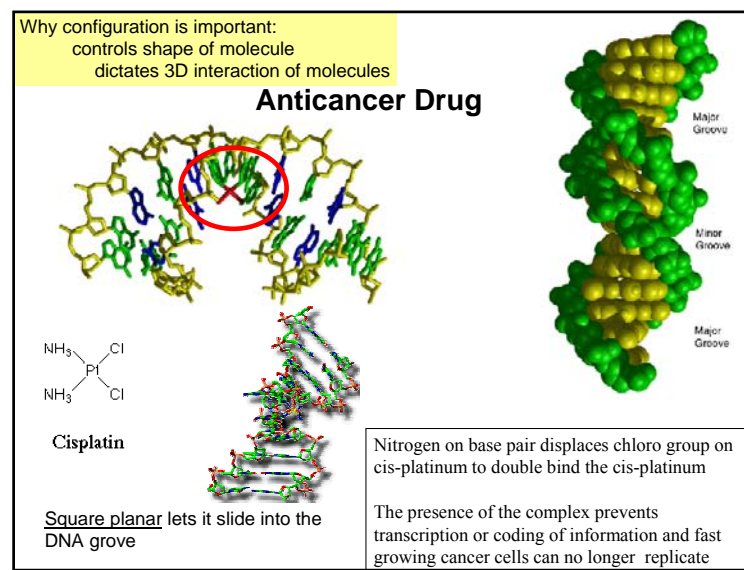 Why configuration is important:
controls shape of molecule
dictates 3D interaction of molecules
Anticancer Drug
Major
Groove
Minor
Groove
Major
Groove
NH3
Cl
Pt
NH3
Cl
Cisplatin
Square planar lets it slide into the
DNA grove
Nitrogen on base pair displaces chloro group on
cis-platinum to double bind the cis-platinum
The presence of the complex prevents
transcription or coding of information and fast
growing cancer cells can no longer replicate